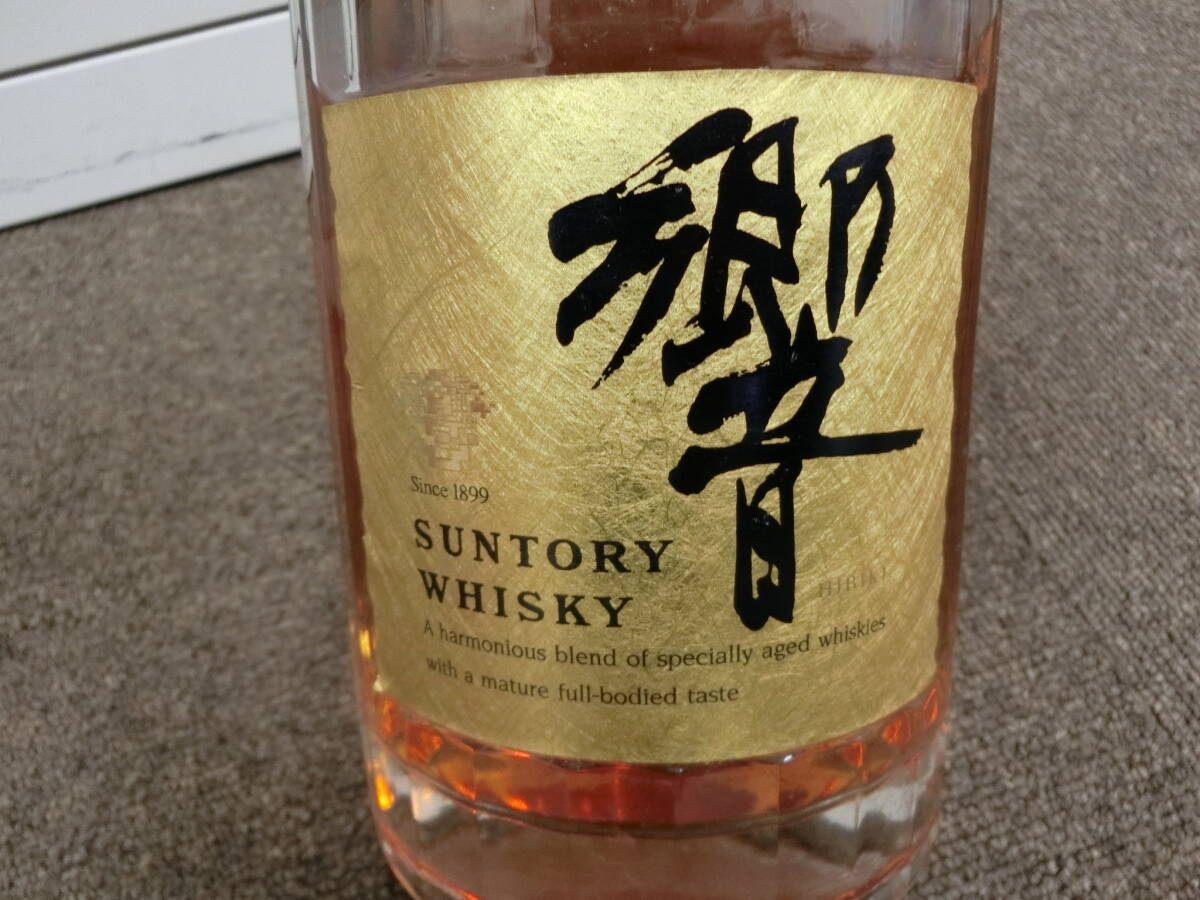 響
HIBIKI
Since 1899
SUNTORY
WHISKY
A harmonious blend of specially aged whiskies
with a mature full-bodied taste